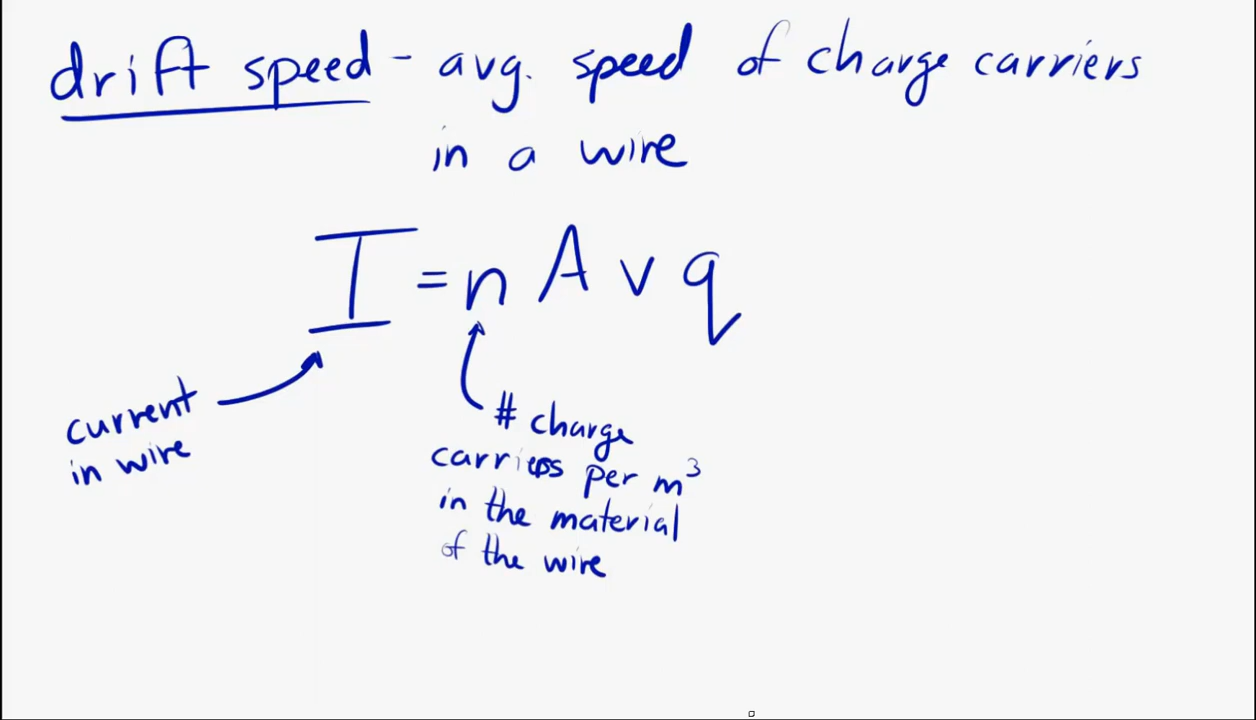 drift speed - avg. speed of charge carriers
in a wire
I = n A v q
current
in wire
# charge
carriers per m³
in the material
of the wire